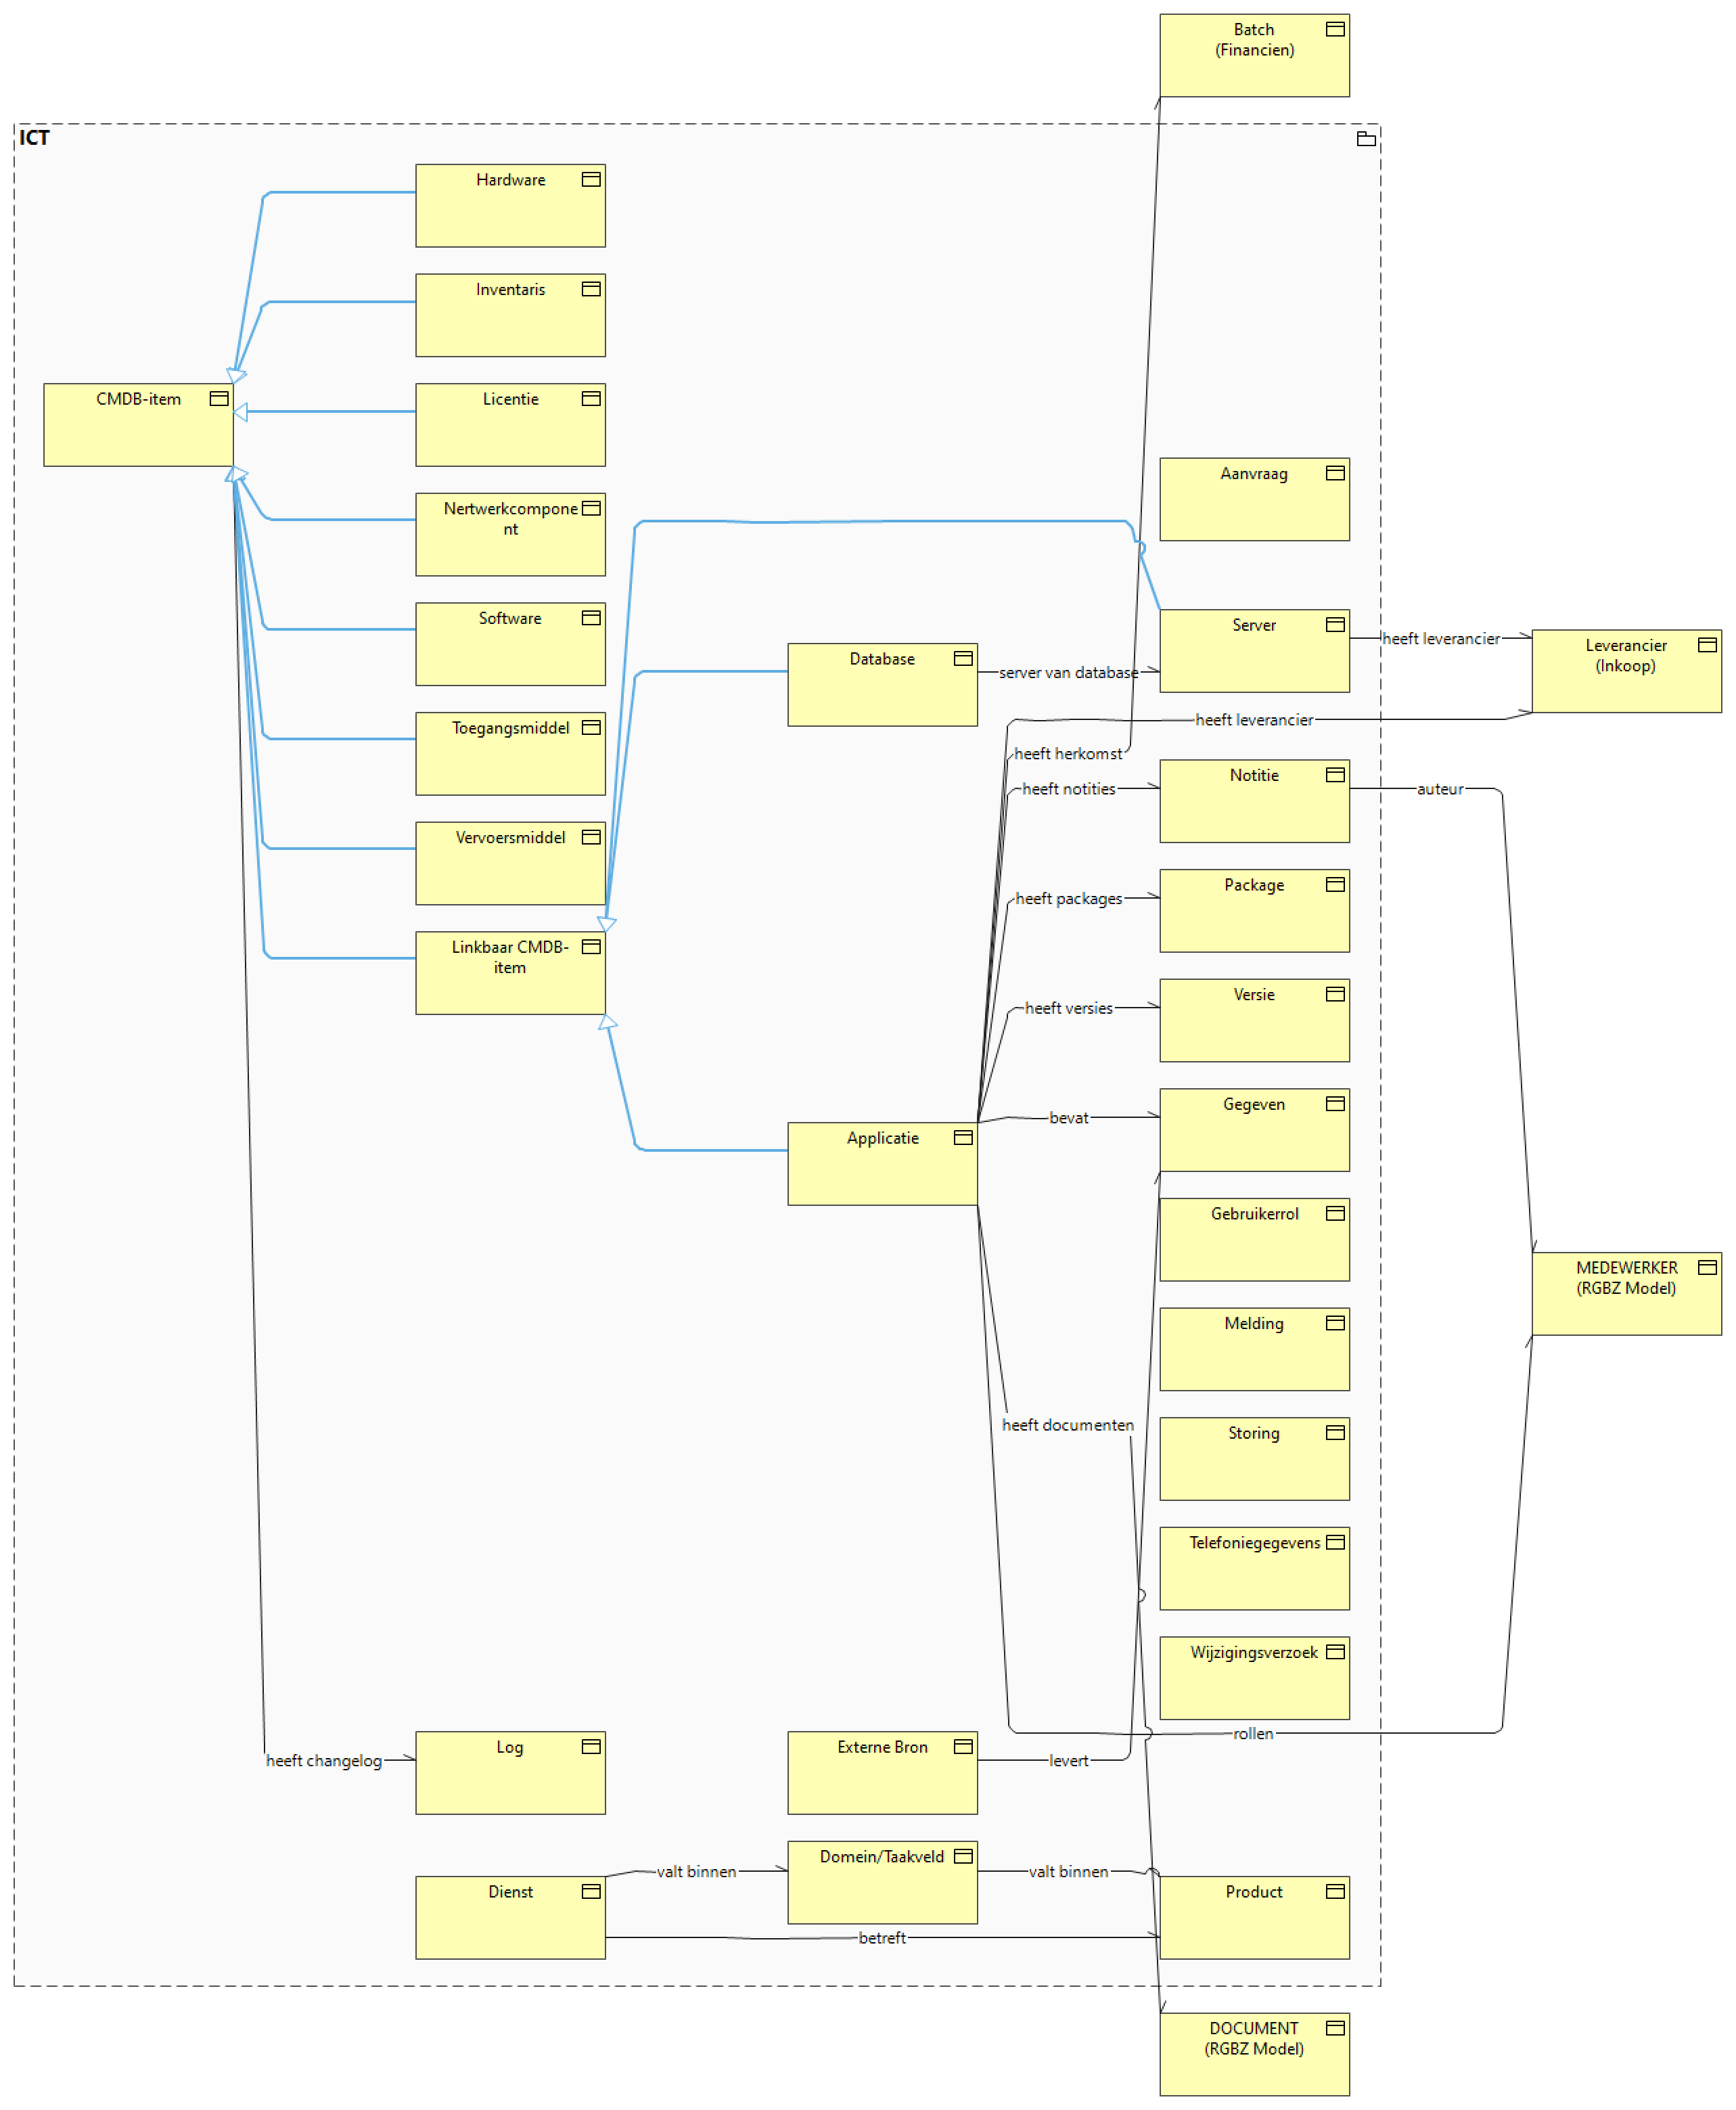 Batch
(Financien)
ICT
Hardware
Inventaris
CMDB-item
Licentie
Aanvraag
Nertwerkcompone
nt
Software
Server
heeft leverancier
Leverancier
(Inkoop)
Database
server van database
heeft leverancier
Toegangsmiddel
heeft herkomst
heeft notities
Notitie
auteur
Vervoersmiddel
heeft packages
Package
Linkbaar CMDB-
item
heeft versies
Versie
bevat
Gegeven
Applicatie
Gebruikerrol
MEDEWERKER
(RGBZ Model)
Melding
heeft documenten
Storing
Telefoniegegevens
Wijzigingsverzoek
rollen
heeft changelog
Log
Externe Bron
levert
valt binnen
Domein/Taakveld
valt binnen
Dienst
Product
betreft
DOCUMENT
(RGBZ Model)